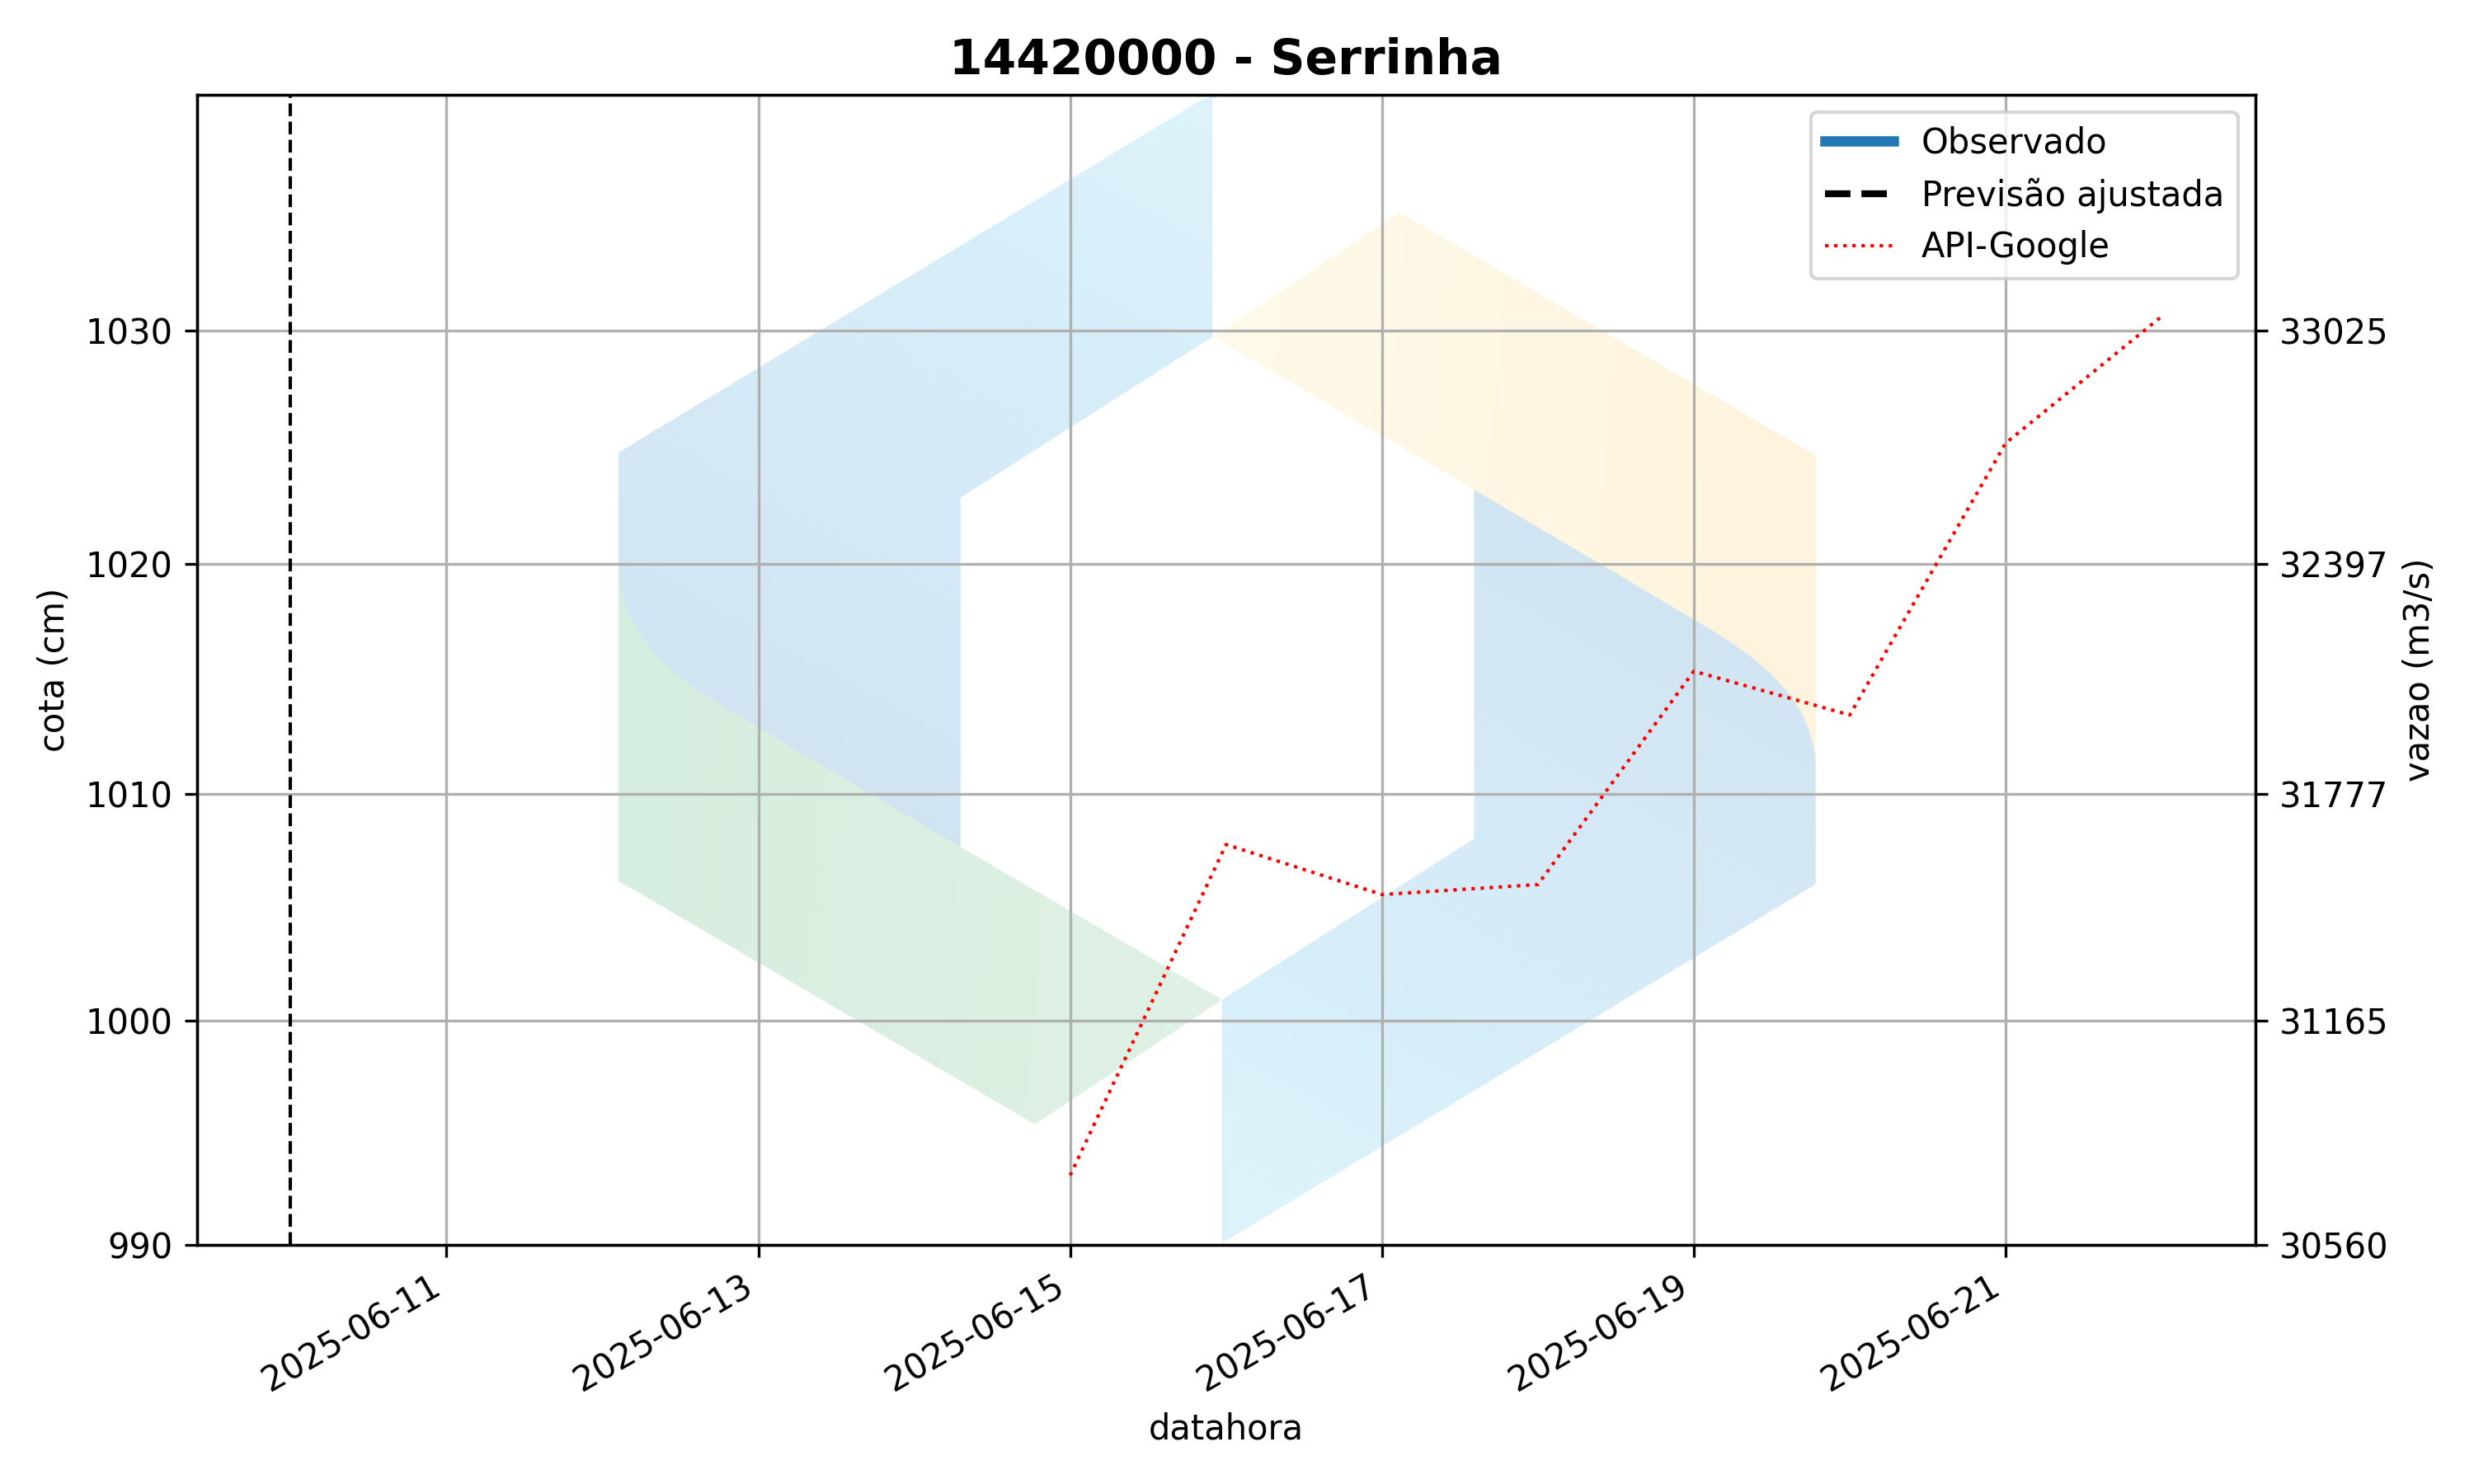 14420000 - Serrinha
Observado
Previsão ajustada
API-Google
1030
1020
1010
1000
990
cota (cm)
33025
32397
31777
31165
30560
vazao (m3/s)
2025-06-11
2025-06-13
2025-06-15
2025-06-17
2025-06-19
2025-06-21
datahora